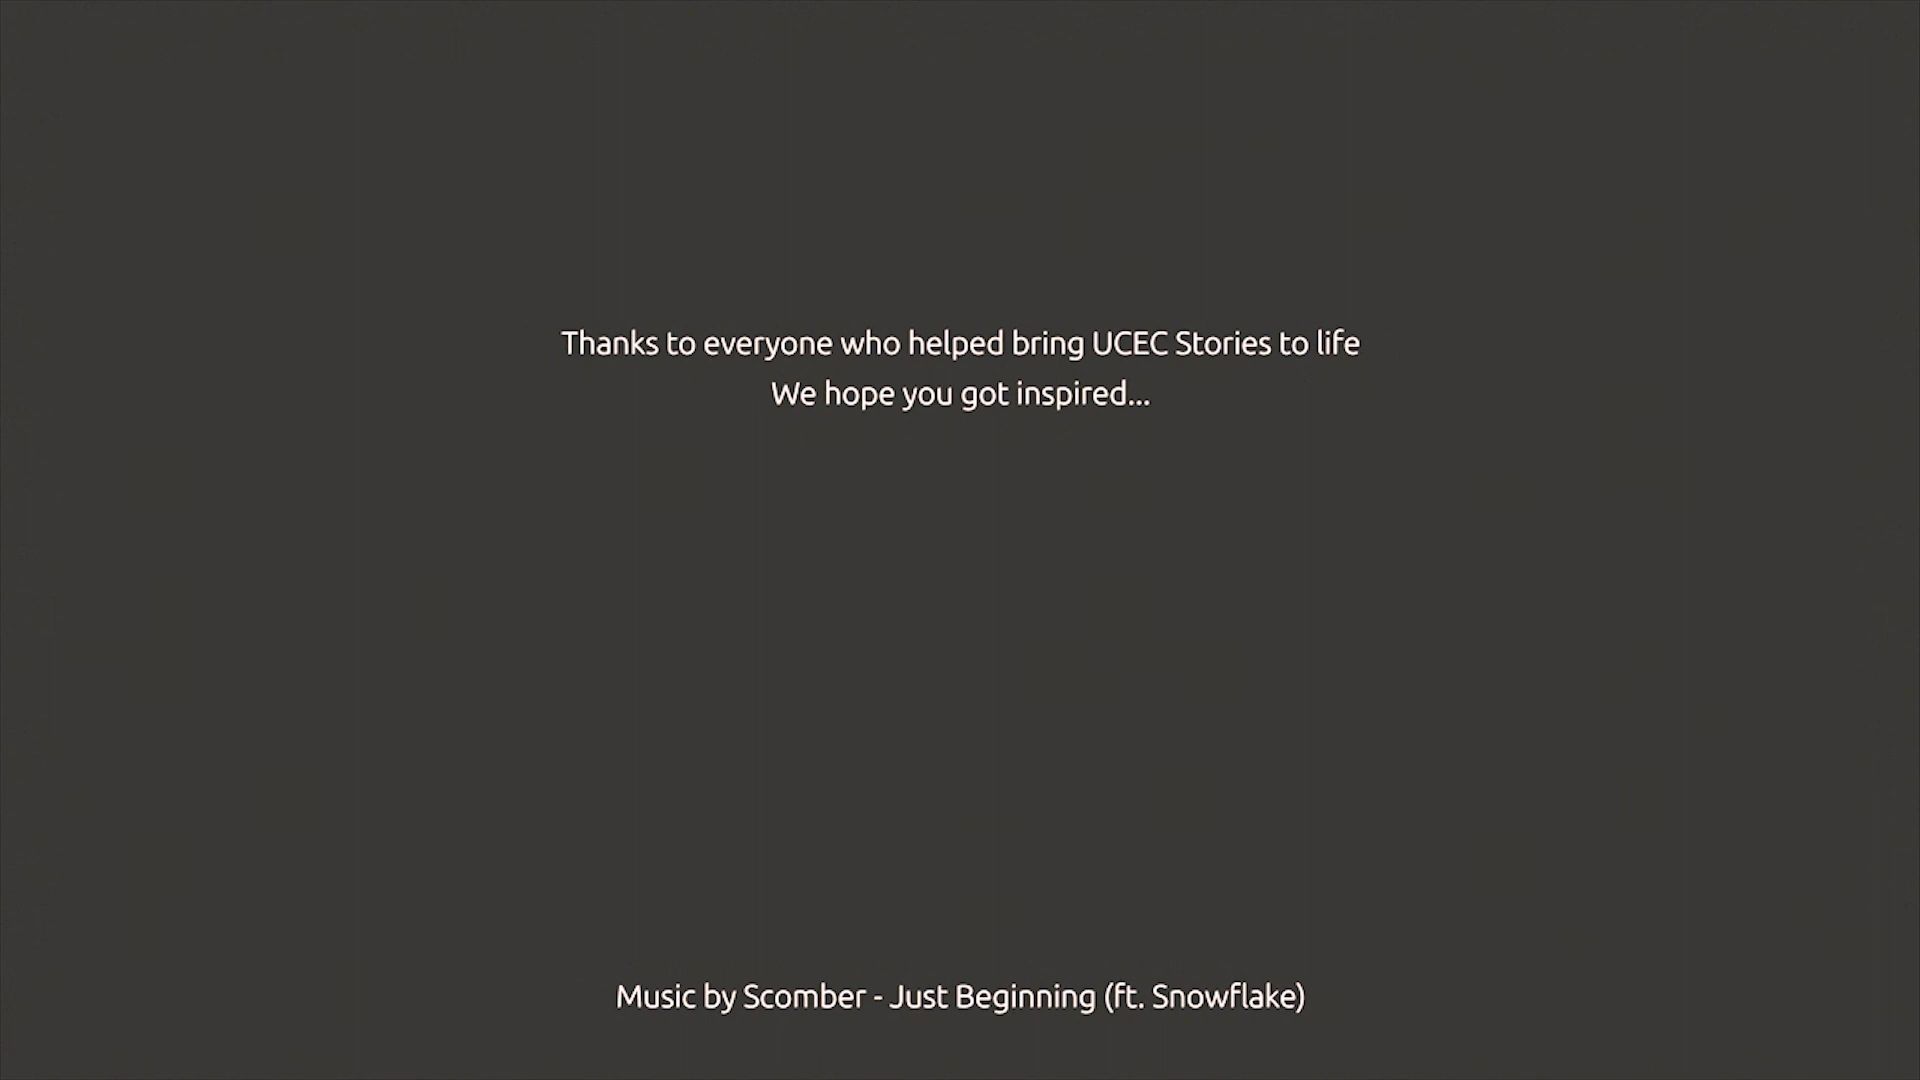 Thanks to everyone who helped bring UCEC Stories to life
We hope you got inspired...
Music by Scomber - Just Beginning (ft. Snowflake)